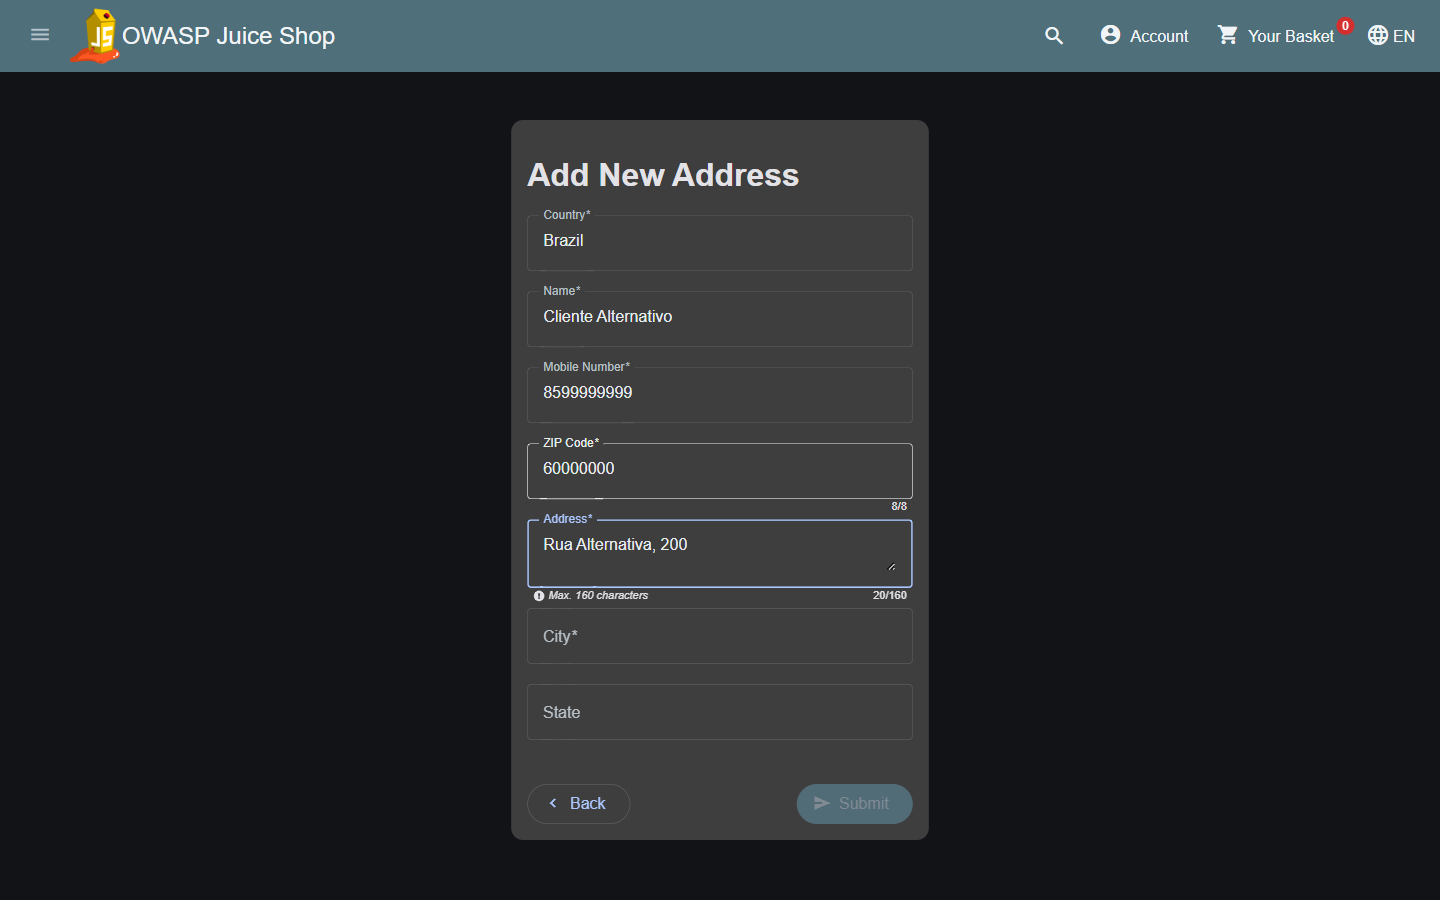 JS
OWASP Juice Shop
Account
Your Basket
0
EN
Add New Address
Country*
Brazil
Name*
Cliente Alternativo
Mobile Number*
8599999999
ZIP Code*
60000000
8/8
Address*
Rua Alternativa, 200
Max. 160 characters
20/160
City*
State
Back
Submit